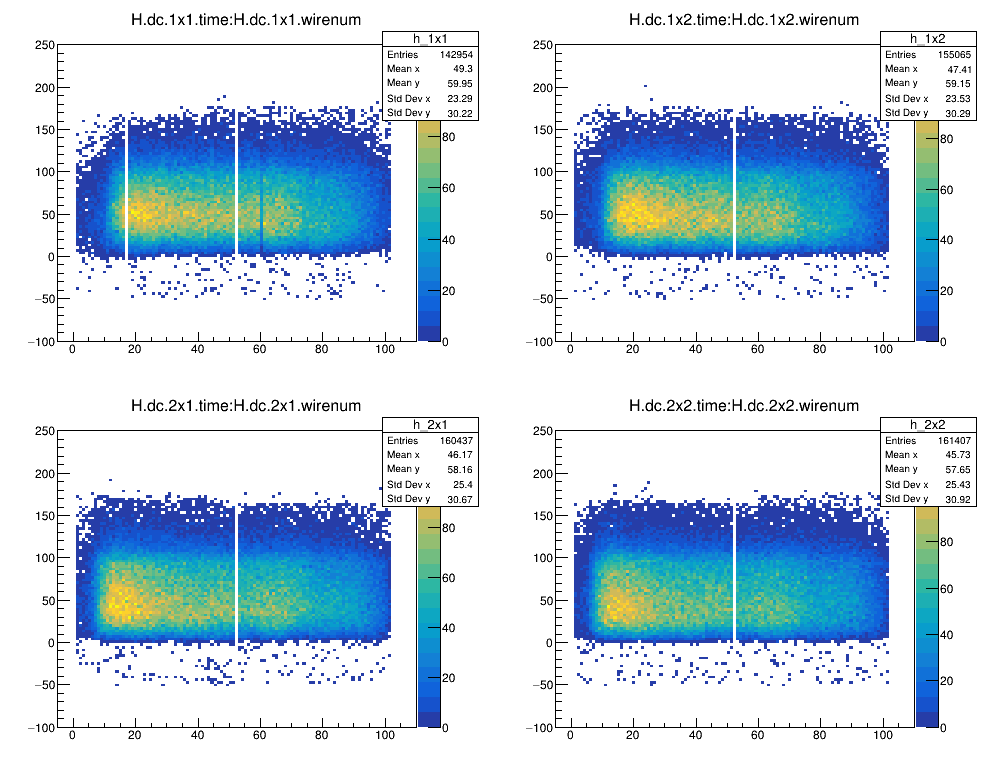 H.dc.1x1.time:H.dc.1x1.wirenum
h_1x1
Entries 142954
Mean x 49.3
Mean y 59.95
Std Dev x 23.29
Std Dev y 30.22
250
200
150
100
50
0
−50
−100
0 20 40 60 80 100
80
60
40
20
0
H.dc.1x2.time:H.dc.1x2.wirenum
h_1x2
Entries 155065
Mean x 47.41
Mean y 59.15
Std Dev x 23.53
Std Dev y 30.29
250
200
150
100
50
0
−50
−100
0 20 40 60 80 100
80
60
40
20
0
H.dc.2x1.time:H.dc.2x1.wirenum
h_2x1
Entries 160437
Mean x 46.17
Mean y 58.16
Std Dev x 25.4
Std Dev y 30.67
250
200
150
100
50
0
−50
−100
0 20 40 60 80 100
80
60
40
20
0
H.dc.2x2.time:H.dc.2x2.wirenum
h_2x2
Entries 161407
Mean x 45.73
Mean y 57.65
Std Dev x 25.43
Std Dev y 30.92
250
200
150
100
50
0
−50
−100
0 20 40 60 80 100
80
60
40
20
0